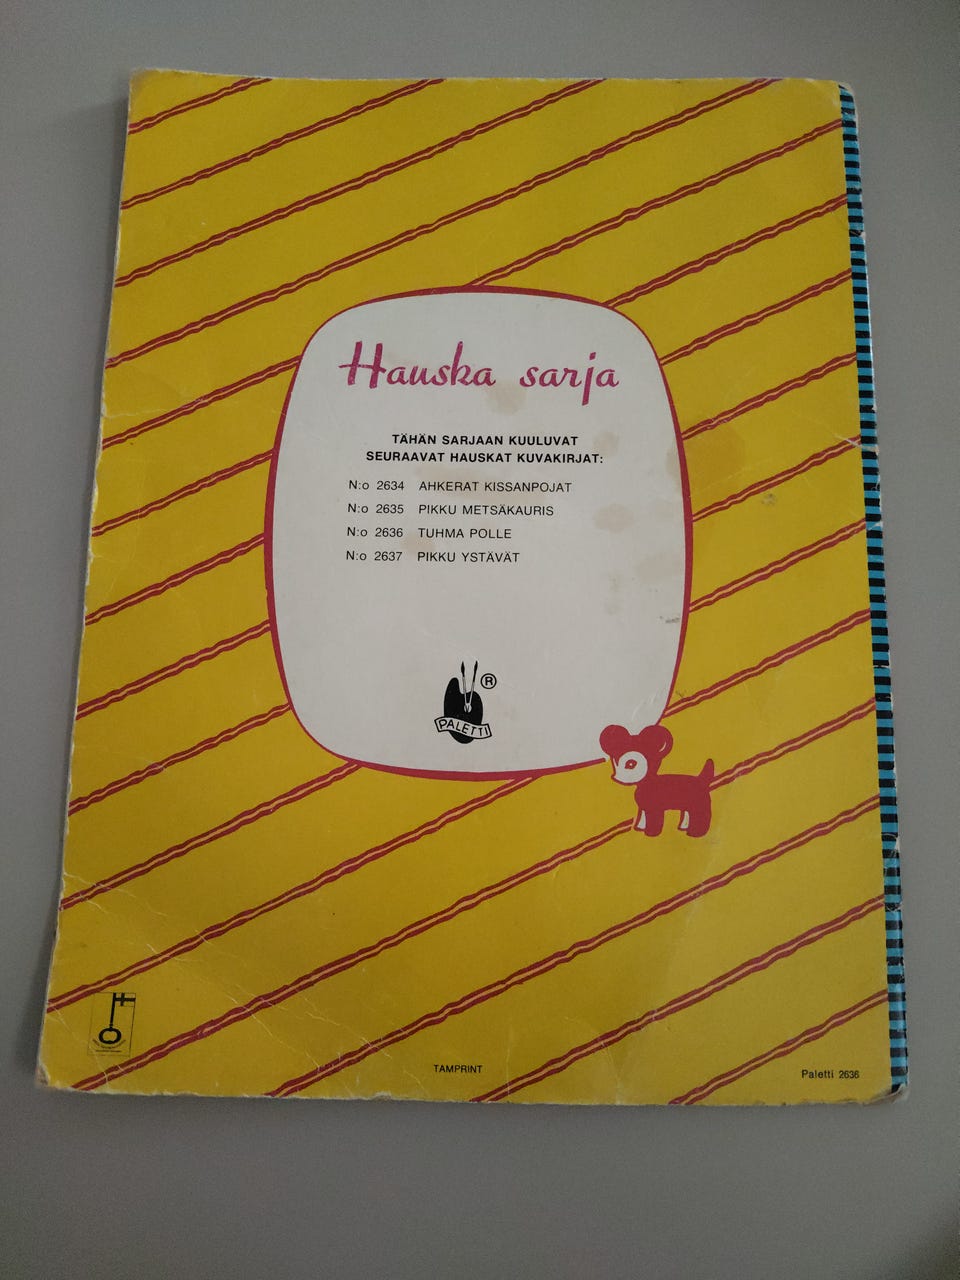 Hauska sarja
TÄHÄN SARJAAN KUULUVAT
SEURAAVAT HAUSKAT KUVAKIRJAT:
N:o 2634 AHKERAT KISSANPOJAT
N:o 2635 PIKKU METSÄKAURIS
N:o 2636 TUHMA POLLE
N:o 2637 PIKKU YSTÄVÄT
®
PALETTI
TAMPRINT
Paletti 2636